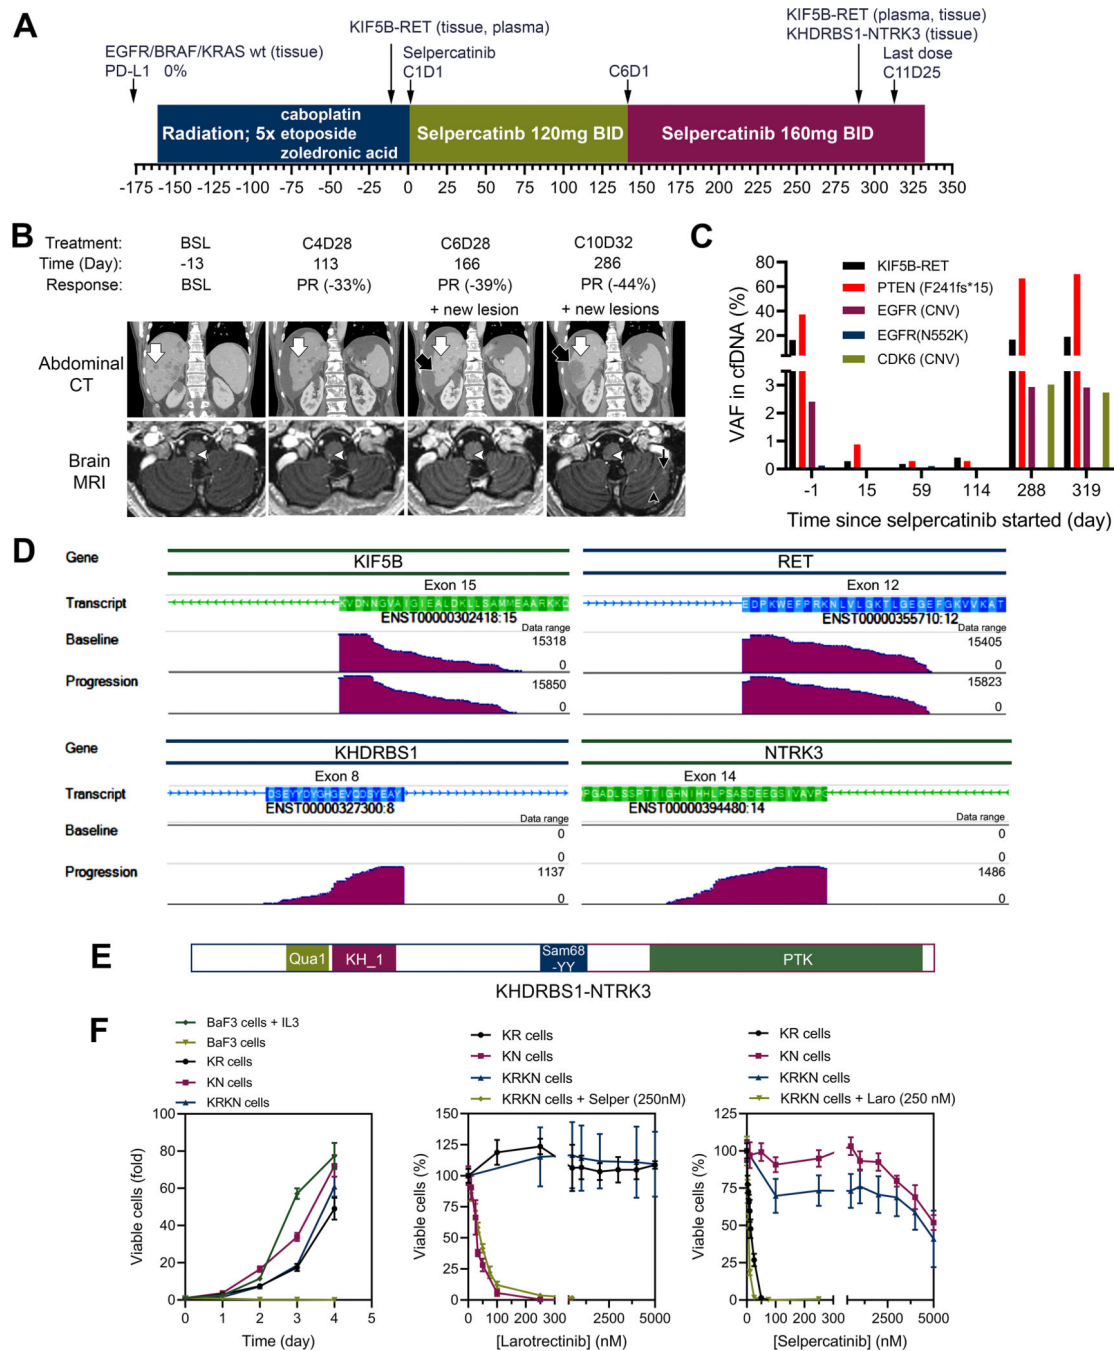 A
EGFR/BRAF/KRAS wt (tissue)
PD-L1 0%
KIF5B-RET (tissue, plasma)
Selpercatinib
C1D1
C6D1
KIF5B-RET (plasma, tissue)
KHDRBS1-NTRK3 (tissue)
Last dose
C11D25
Radiation; 5x
caboplatin
etoposide
zoledronic acid
Selpercatinib 120mg BID
Selpercatinib 160mg BID
-175 -150 -125 -100 -75 -50 -25 0 25 50 75 100 125 150 175 200 225 250 275 300 325 350
B
Treatment: BSL C4D28 C6D28 C10D32
Time (Day): -13 113 166 286
Response: BSL PR (-33%) PR (-39%) PR (-44%)
+ new lesion + new lesions
Abdominal
CT
Brain
MRI
C
KIF5B-RET
PTEN (F241fs*15)
EGFR (CNV)
EGFR(N552K)
CDK6 (CNV)
VAF in cfDNA (%)
80
60
40
20
3
2
1
0
-1 15 59 114 288 319
Time since selpercatinib started (day)
D
Gene KIF5B RET
Exon 15 Exon 12
Transcript KVDNNGVAIGIEALDKLLSAMMEAARKKD EDPKWEFPRKNLVLGKTLGEGEFGKVVKAT
ENST00000302418:15 ENST00000355710:12
Data range Data range
Baseline 15318 15405
0 0
Progression 15850 15823
0 0
Gene KHDRBS1 NTRK3
Exon 8 Exon 14
Transcript DSEYYDYGHGEVQDSYEAY PGADLSSPTTIGHNIHHLPSASDEEGSIVAVPS
ENST00000327300:8 ENST00000394480:14
Data range Data range
Baseline 0 0
0 0
Progression 1137 1486
0 0
E
Qua1 KH_1 Sam68
-YY PTK
KHDRBS1-NTRK3
F
BaF3 cells + IL3
BaF3 cells
KR cells
KN cells
KRKN cells
Viable cells (fold)
80
60
40
20
0
0 1 2 3 4 5
Time (day)
KR cells
KN cells
KRKN cells
KRKN cells + Selper (250nM)
Viable cells (%)
150
125
100
75
50
25
0
0 100 200 300 2500 5000
[Larotrectinib] (nM)
KR cells
KN cells
KRKN cells
KRKN cells + Laro (250 nM)
Viable cells (%)
125
100
75
50
25
0
0 100 200 300 2500 5000
[Selpercatinib] (nM)